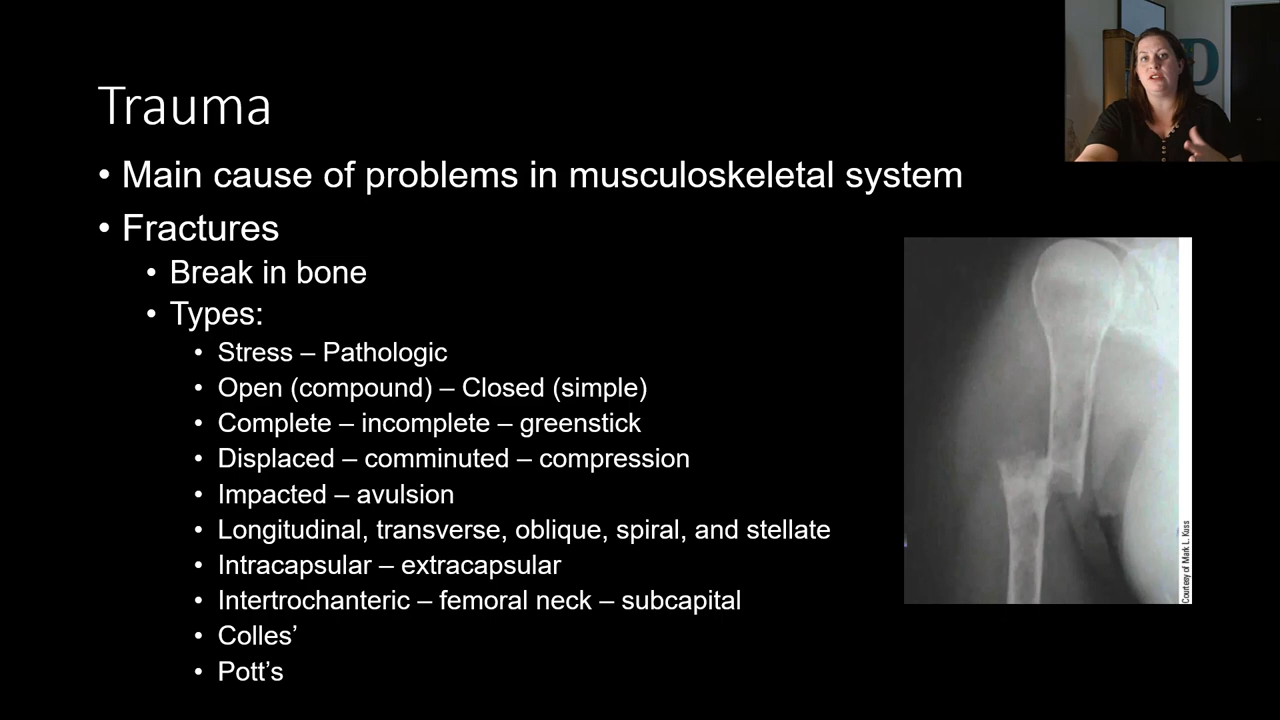 Trauma
• Main cause of problems in musculoskeletal system
• Fractures
• Break in bone
• Types:
• Stress – Pathologic
• Open (compound) – Closed (simple)
• Complete – incomplete – greenstick
• Displaced – comminuted – compression
• Impacted – avulsion
• Longitudinal, transverse, oblique, spiral, and stellate
• Intracapsular – extracapsular
• Intertrochanteric – femoral neck – subcapital
• Colles’
• Pott’s
Courtesy of Mark L. Kuss
D